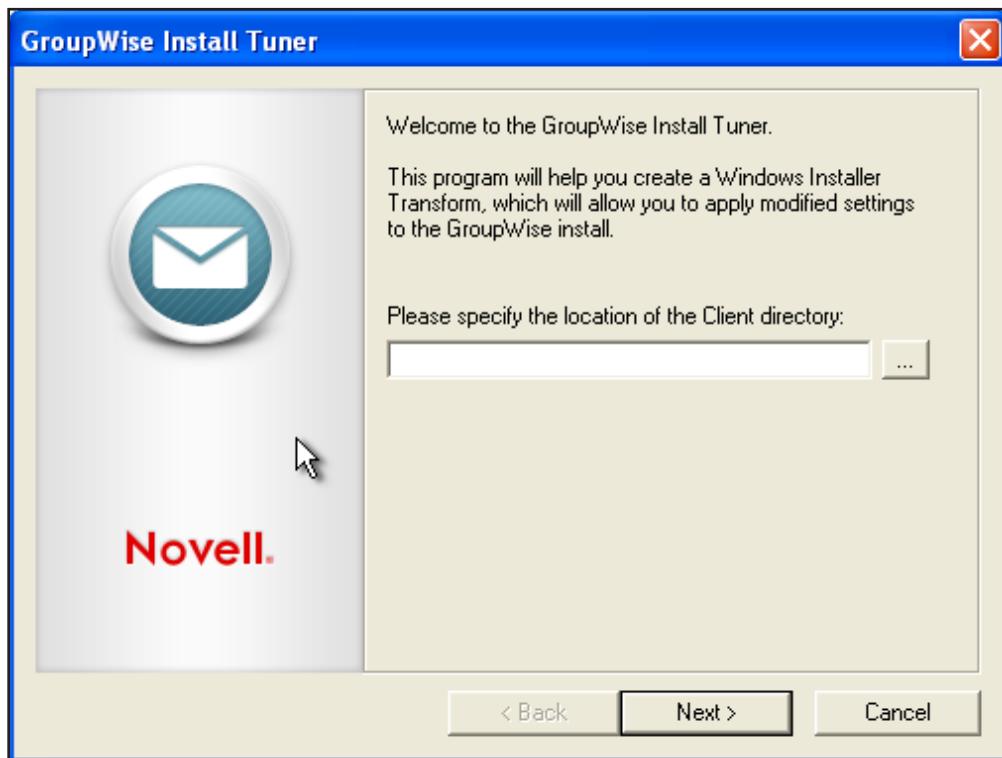 GroupWise Install Tuner
Welcome to the GroupWise Install Tuner.
This program will help you create a Windows Installer
Transform, which will allow you to apply modified settings
to the GroupWise install.
Please specify the location of the Client directory:
...
Novell.
< Back
Next >
Cancel